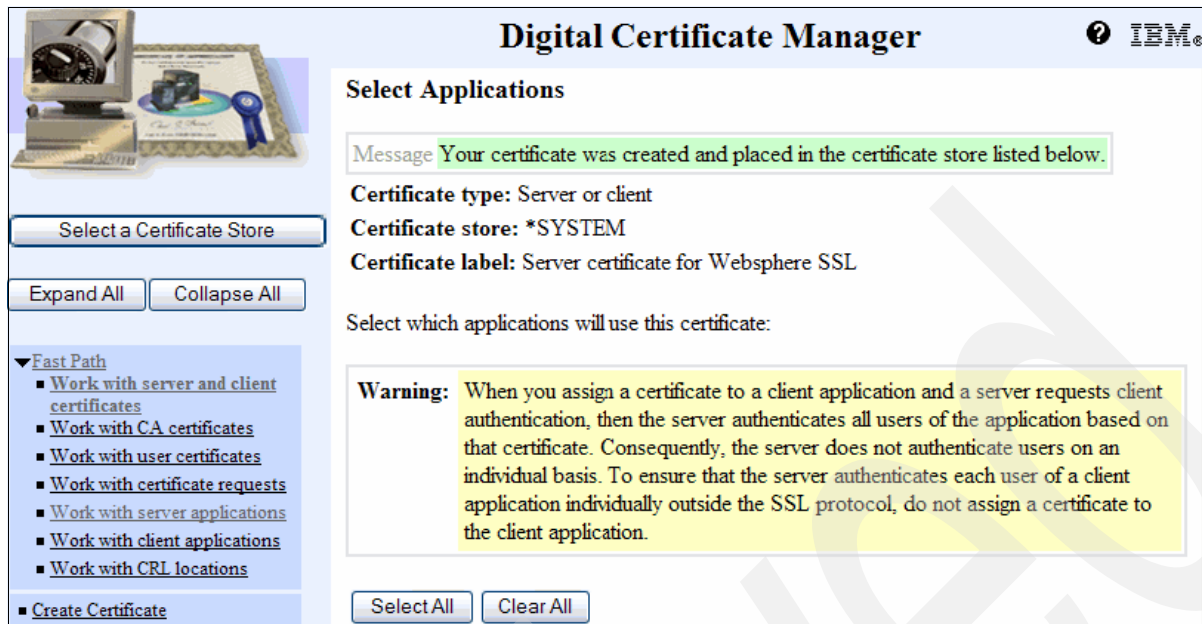 Digital Certificate Manager
IBM®
Select a Certificate Store
Expand All
Collapse All
Fast Path
Work with server and client
certificates
Work with CA certificates
Work with user certificates
Work with certificate requests
Work with server applications
Work with client applications
Work with CRL locations
Create Certificate
Select Applications
Message Your certificate was created and placed in the certificate store listed below.
Certificate type: Server or client
Certificate store: *SYSTEM
Certificate label: Server certificate for Websphere SSL
Select which applications will use this certificate:
Warning: When you assign a certificate to a client application and a server requests client
authentication, then the server authenticates all users of the application based on
that certificate. Consequently, the server does not authenticate users on an
individual basis. To ensure that the server authenticates each user of a client
application individually outside the SSL protocol, do not assign a certificate to
the client application.
Select All
Clear All